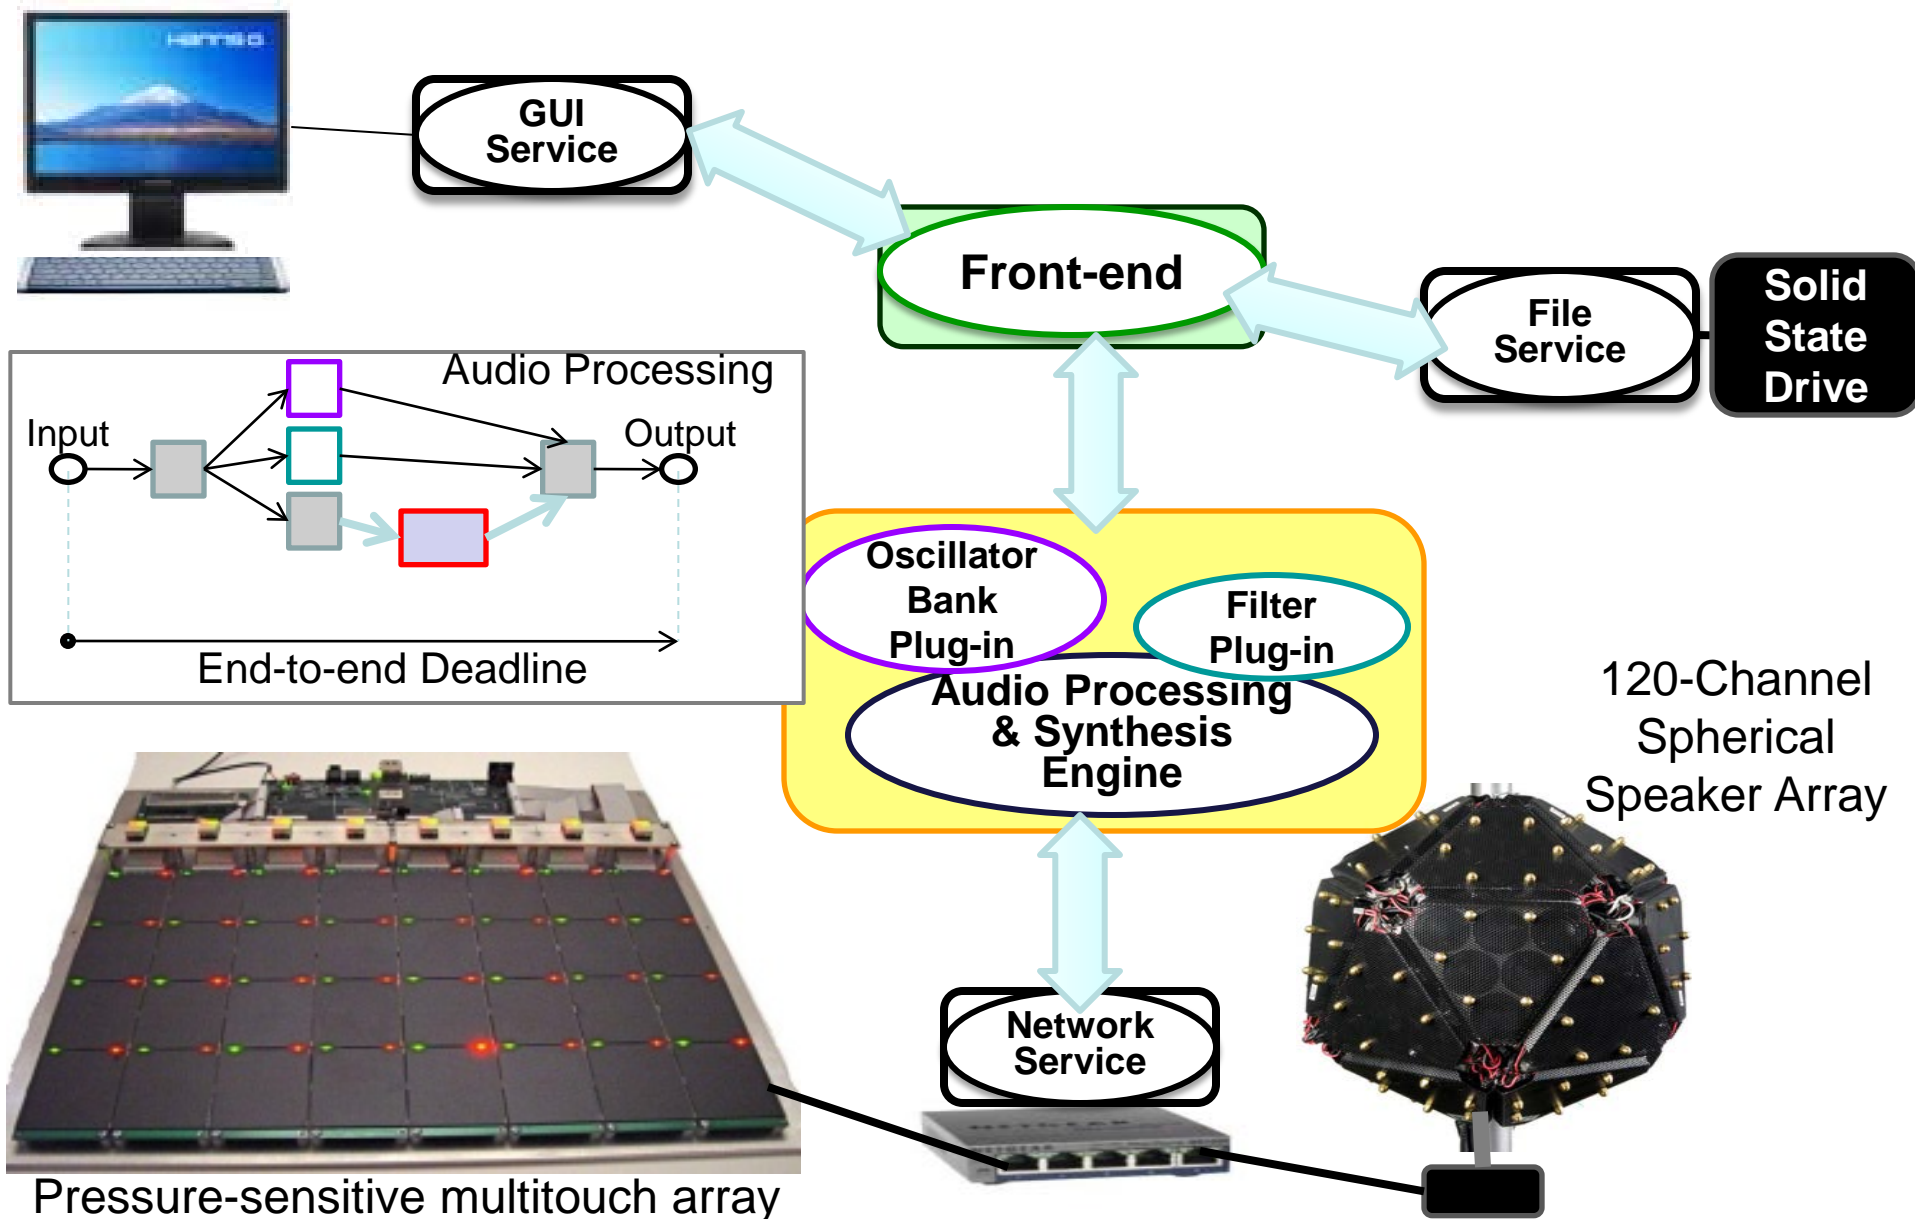 Hanns.G
GUI
Service
Front-end
File
Service
Solid
State
Drive
Audio Processing
Input
Output
End-to-end Deadline
Oscillator
Bank
Plug-in
Filter
Plug-in
Audio Processing
& Synthesis
Engine
120-Channel
Spherical
Speaker Array
Network
Service
NETGEAR
Pressure-sensitive multitouch array